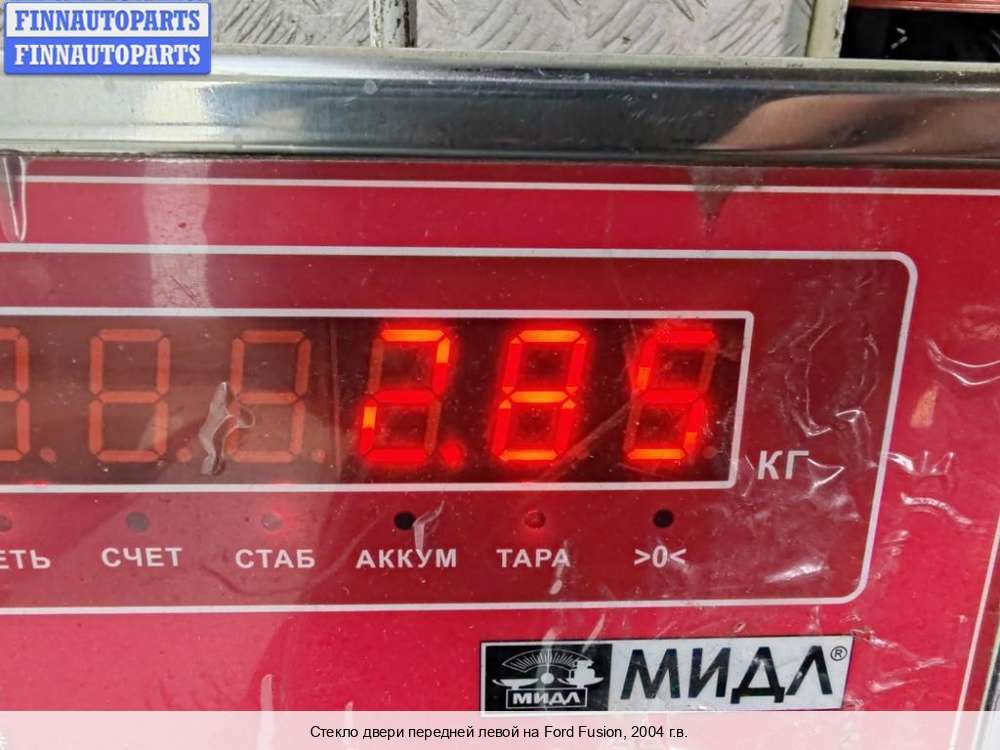 FINNAUTOPARTS
FINNAUTOPARTS
2.85
КГ
СЧЕТ СТАБ АККУМ ТАРА >0<
МИДЛ МИДЛ®
Стекло двери передней левой на Ford Fusion, 2004 г.в.